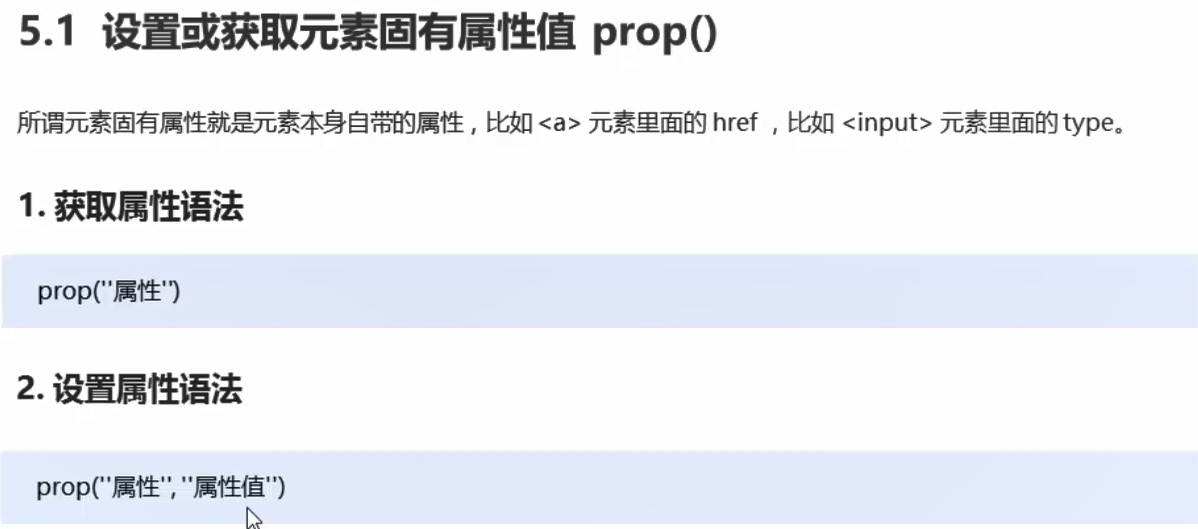 5.1 设置或获取元素固有属性值 prop()
所谓元素固有属性就是元素本身自带的属性，比如 <a> 元素里面的 href ，比如 <input> 元素里面的 type。
1. 获取属性语法
prop(''属性'')
2. 设置属性语法
prop(''属性'', ''属性值'')